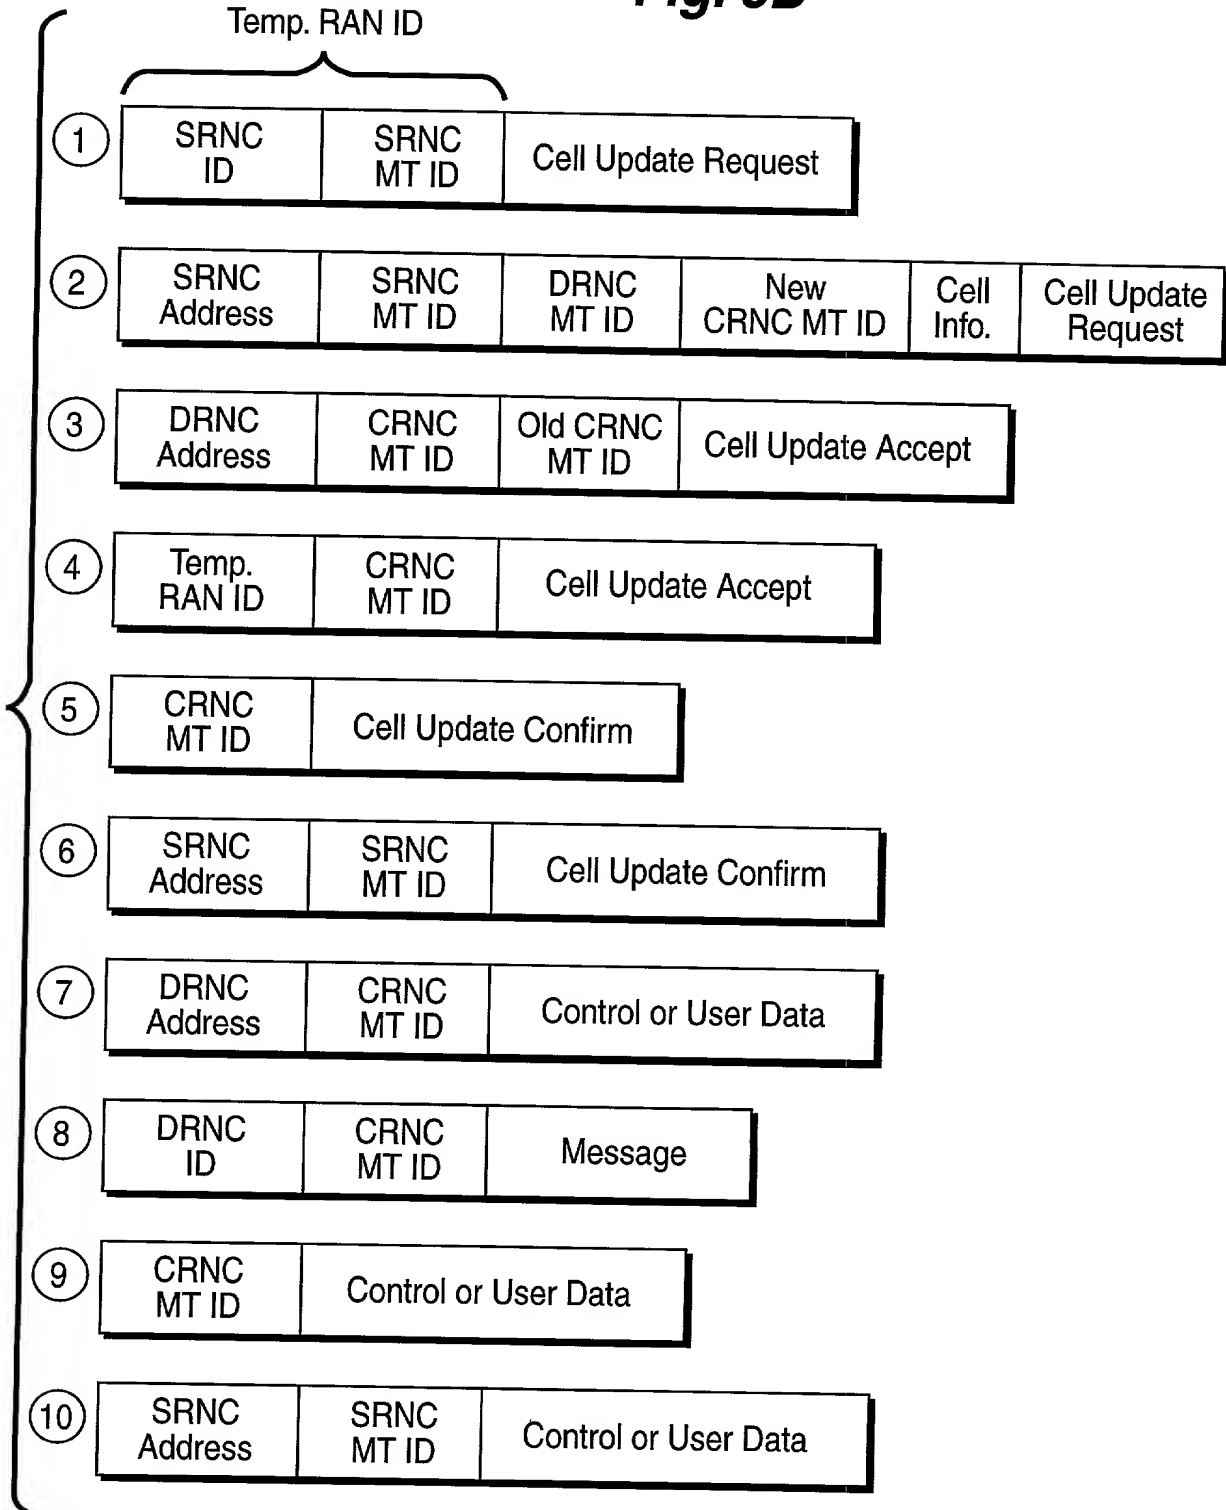 Temp. RAN ID
1 SRNC ID SRNC MT ID Cell Update Request
2 SRNC Address SRNC MT ID DRNC MT ID New CRNC MT ID Cell Info. Cell Update Request
3 DRNC Address CRNC MT ID Old CRNC MT ID Cell Update Accept
4 Temp. RAN ID CRNC MT ID Cell Update Accept
5 CRNC MT ID Cell Update Confirm
6 SRNC Address SRNC MT ID Cell Update Confirm
7 DRNC Address CRNC MT ID Control or User Data
8 DRNC ID CRNC MT ID Message
9 CRNC MT ID Control or User Data
10 SRNC Address SRNC MT ID Control or User Data